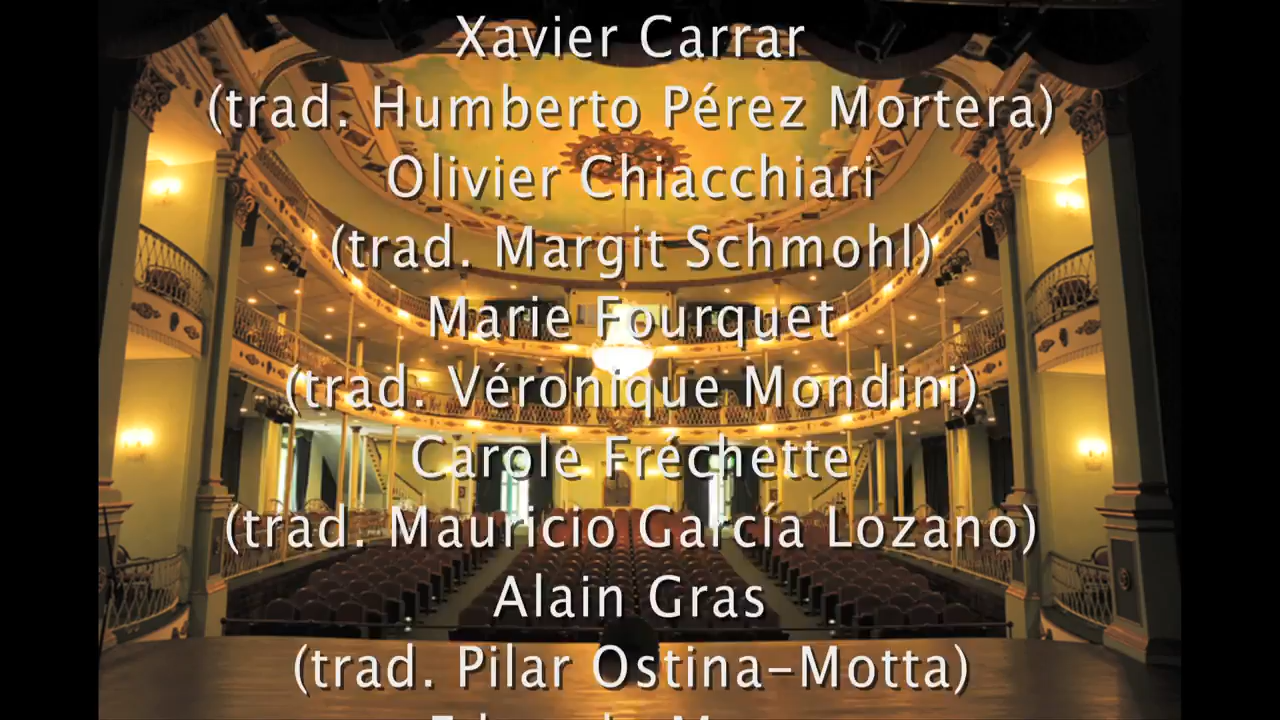 Xavier Carrar
(trad. Humberto Pérez Mortera)
Olivier Chiacchiari
(trad. Margit Schmohl)
Marie Fourquet
(trad. Véronique Mondini)
Carole Fréchette
(trad. Mauricio García Lozano)
Alain Gras
(trad. Pilar Ostina-Motta)